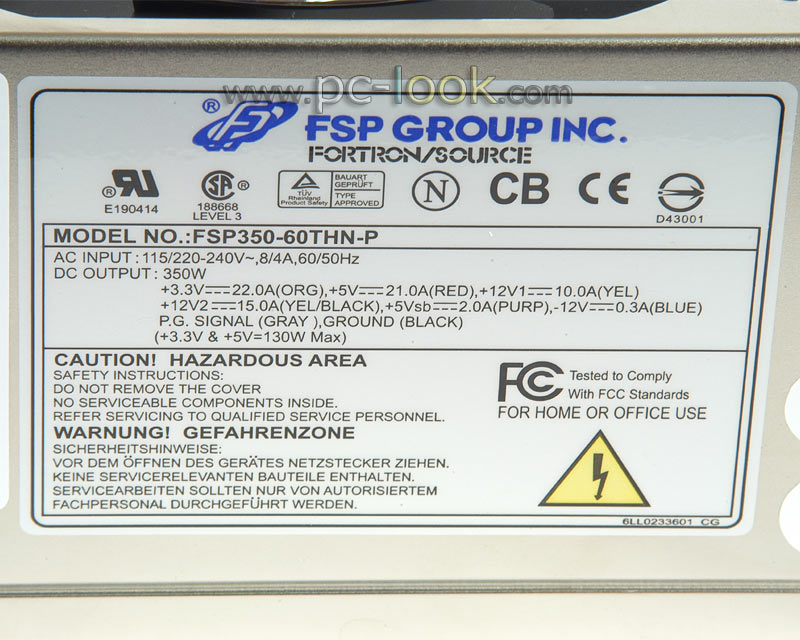 www.pc-look.com
® FSP GROUP INC.
FORTRON/SOURCE
® UR
E190414
SA ®
188668
LEVEL 3
TÜV
Rheinland
Product Safety
BAUART
GEPRÜFT
TYPE
APPROVED
N
CB
CE
D43001
MODEL NO.:FSP350-60THN-P
AC INPUT : 115/220-240V~,8/4A,60/50Hz
DC OUTPUT : 350W
+3.3V⎓22.0A(ORG),+5V⎓21.0A(RED),+12V1⎓10.0A(YEL)
+12V2⎓15.0A(YEL/BLACK),+5Vsb⎓2.0A(PURP),-12V⎓0.3A(BLUE)
P.G. SIGNAL (GRAY ),GROUND (BLACK)
(+3.3V & +5V=130W Max)
CAUTION! HAZARDOUS AREA
SAFETY INSTRUCTIONS:
DO NOT REMOVE THE COVER
NO SERVICEABLE COMPONENTS INSIDE.
REFER SERVICING TO QUALIFIED SERVICE PERSONNEL.
WARNUNG! GEFAHRENZONE
SICHERHEITSHINWEISE:
VOR DEM ÖFFNEN DES GERÄTES NETZSTECKER ZIEHEN.
KEINE SERVICERELEVANTEN BAUTEILE ENTHALTEN.
SERVICEARBEITEN SOLLTEN NUR VON AUTORISIERTEM
FACHPERSONAL DURCHGEFÜHRT WERDEN.
FCC Tested to Comply
With FCC Standards
FOR HOME OR OFFICE USE
6LL0233601 CG